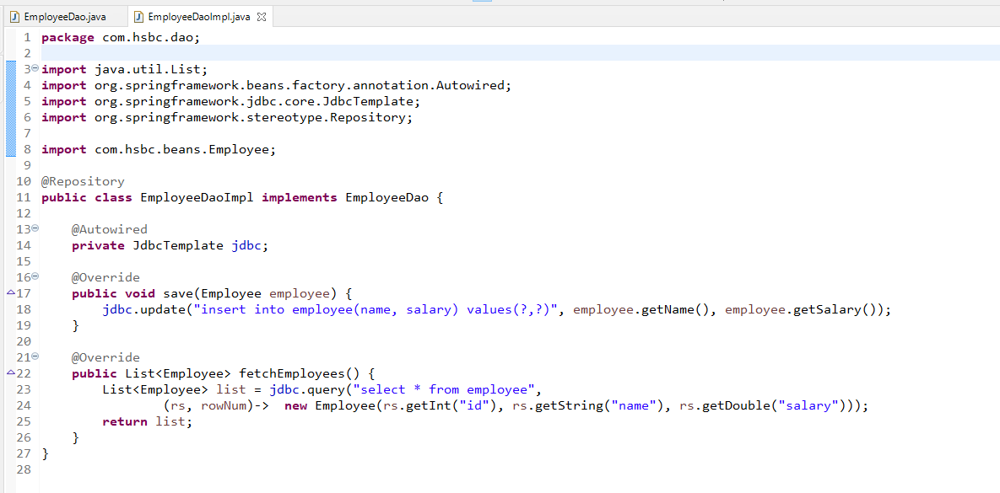 EmployeeDao.java EmployeeDaoImpl.java
1 package com.hsbc.dao;
2
3 import java.util.List;
4 import org.springframework.beans.factory.annotation.Autowired;
5 import org.springframework.jdbc.core.JdbcTemplate;
6 import org.springframework.stereotype.Repository;
7
8 import com.hsbc.beans.Employee;
9
10 @Repository
11 public class EmployeeDaoImpl implements EmployeeDao {
12
13     @Autowired
14     private JdbcTemplate jdbc;
15
16     @Override
17     public void save(Employee employee) {
18         jdbc.update("insert into employee(name, salary) values(?,?)", employee.getName(), employee.getSalary());
19     }
20
21     @Override
22     public List<Employee> fetchEmployees() {
23         List<Employee> list = jdbc.query("select * from employee",
24                 (rs, rowNum)->  new Employee(rs.getInt("id"), rs.getString("name"), rs.getDouble("salary")));
25         return list;
26     }
27 }
28